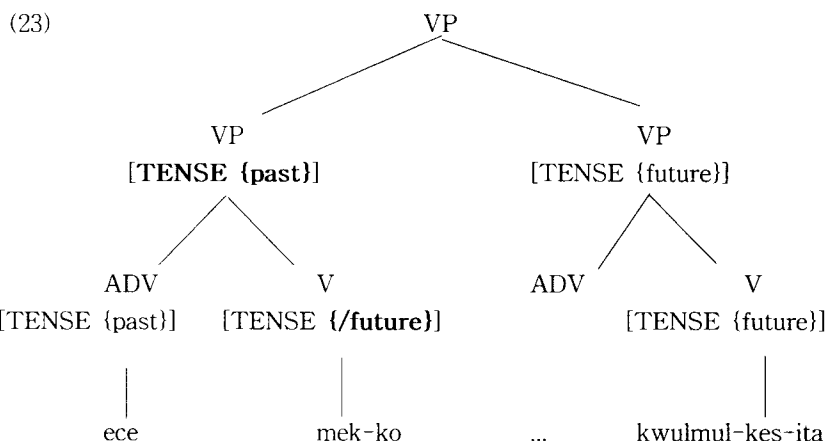 (23) VP
VP VP
[TENSE {past}] [TENSE {future}]
ADV V ADV V
[TENSE {past}] [TENSE {/future}] [TENSE {future}]
ece mek-ko ... kwulmul-kes-ita